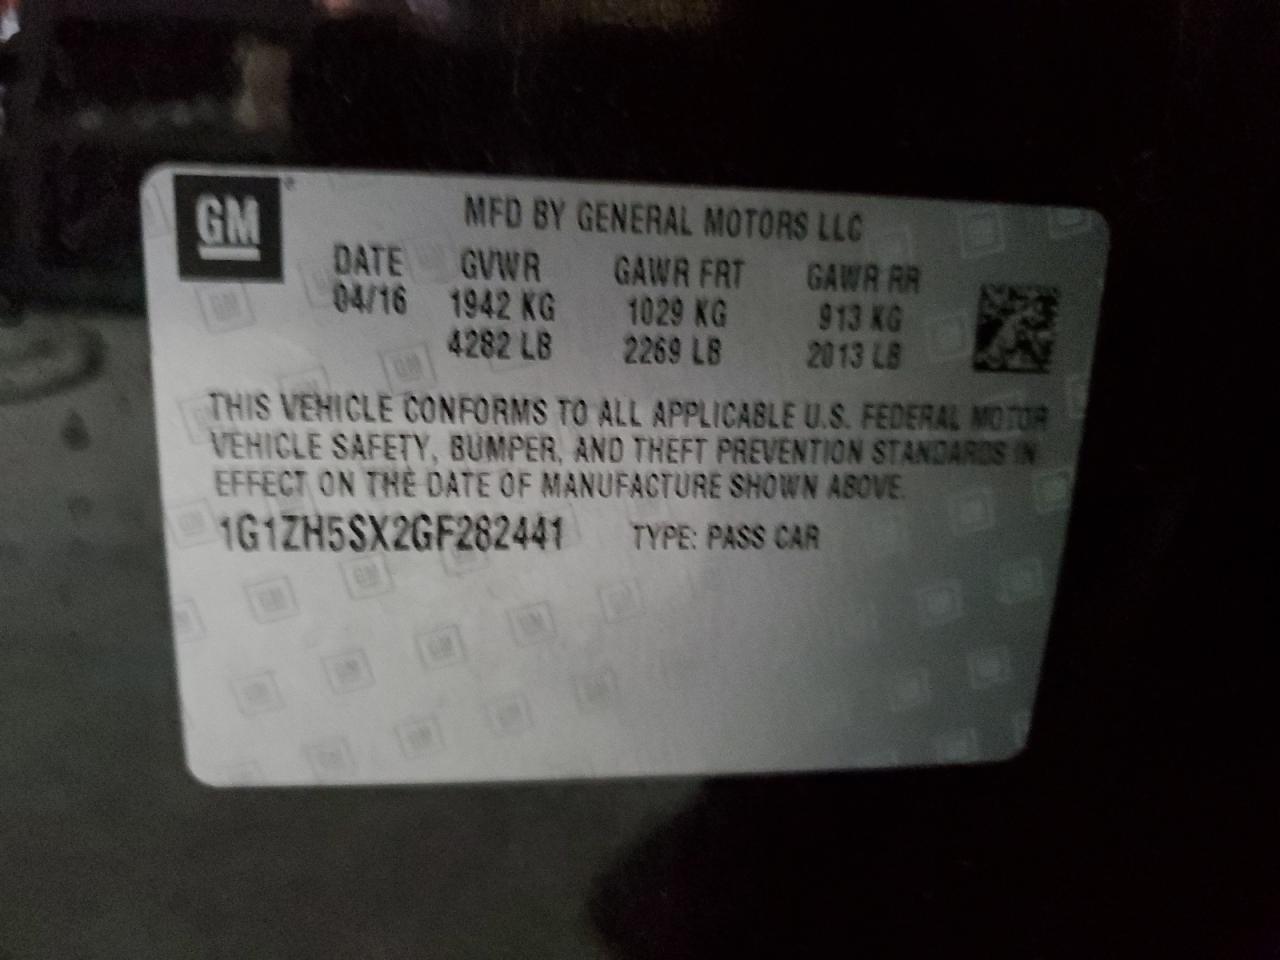 GM
MFD BY GENERAL MOTORS LLC
DATE GVWR GAWR FRT GAWR RR
04/16 1942 KG 1029 KG 913 KG
4282 LB 2269 LB 2013 LB
THIS VEHICLE CONFORMS TO ALL APPLICABLE U.S. FEDERAL MOTOR
VEHICLE SAFETY, BUMPER, AND THEFT PREVENTION STANDARDS IN
EFFECT ON THE DATE OF MANUFACTURE SHOWN ABOVE.
1G1ZH5SX2GF282441 TYPE: PASS CAR